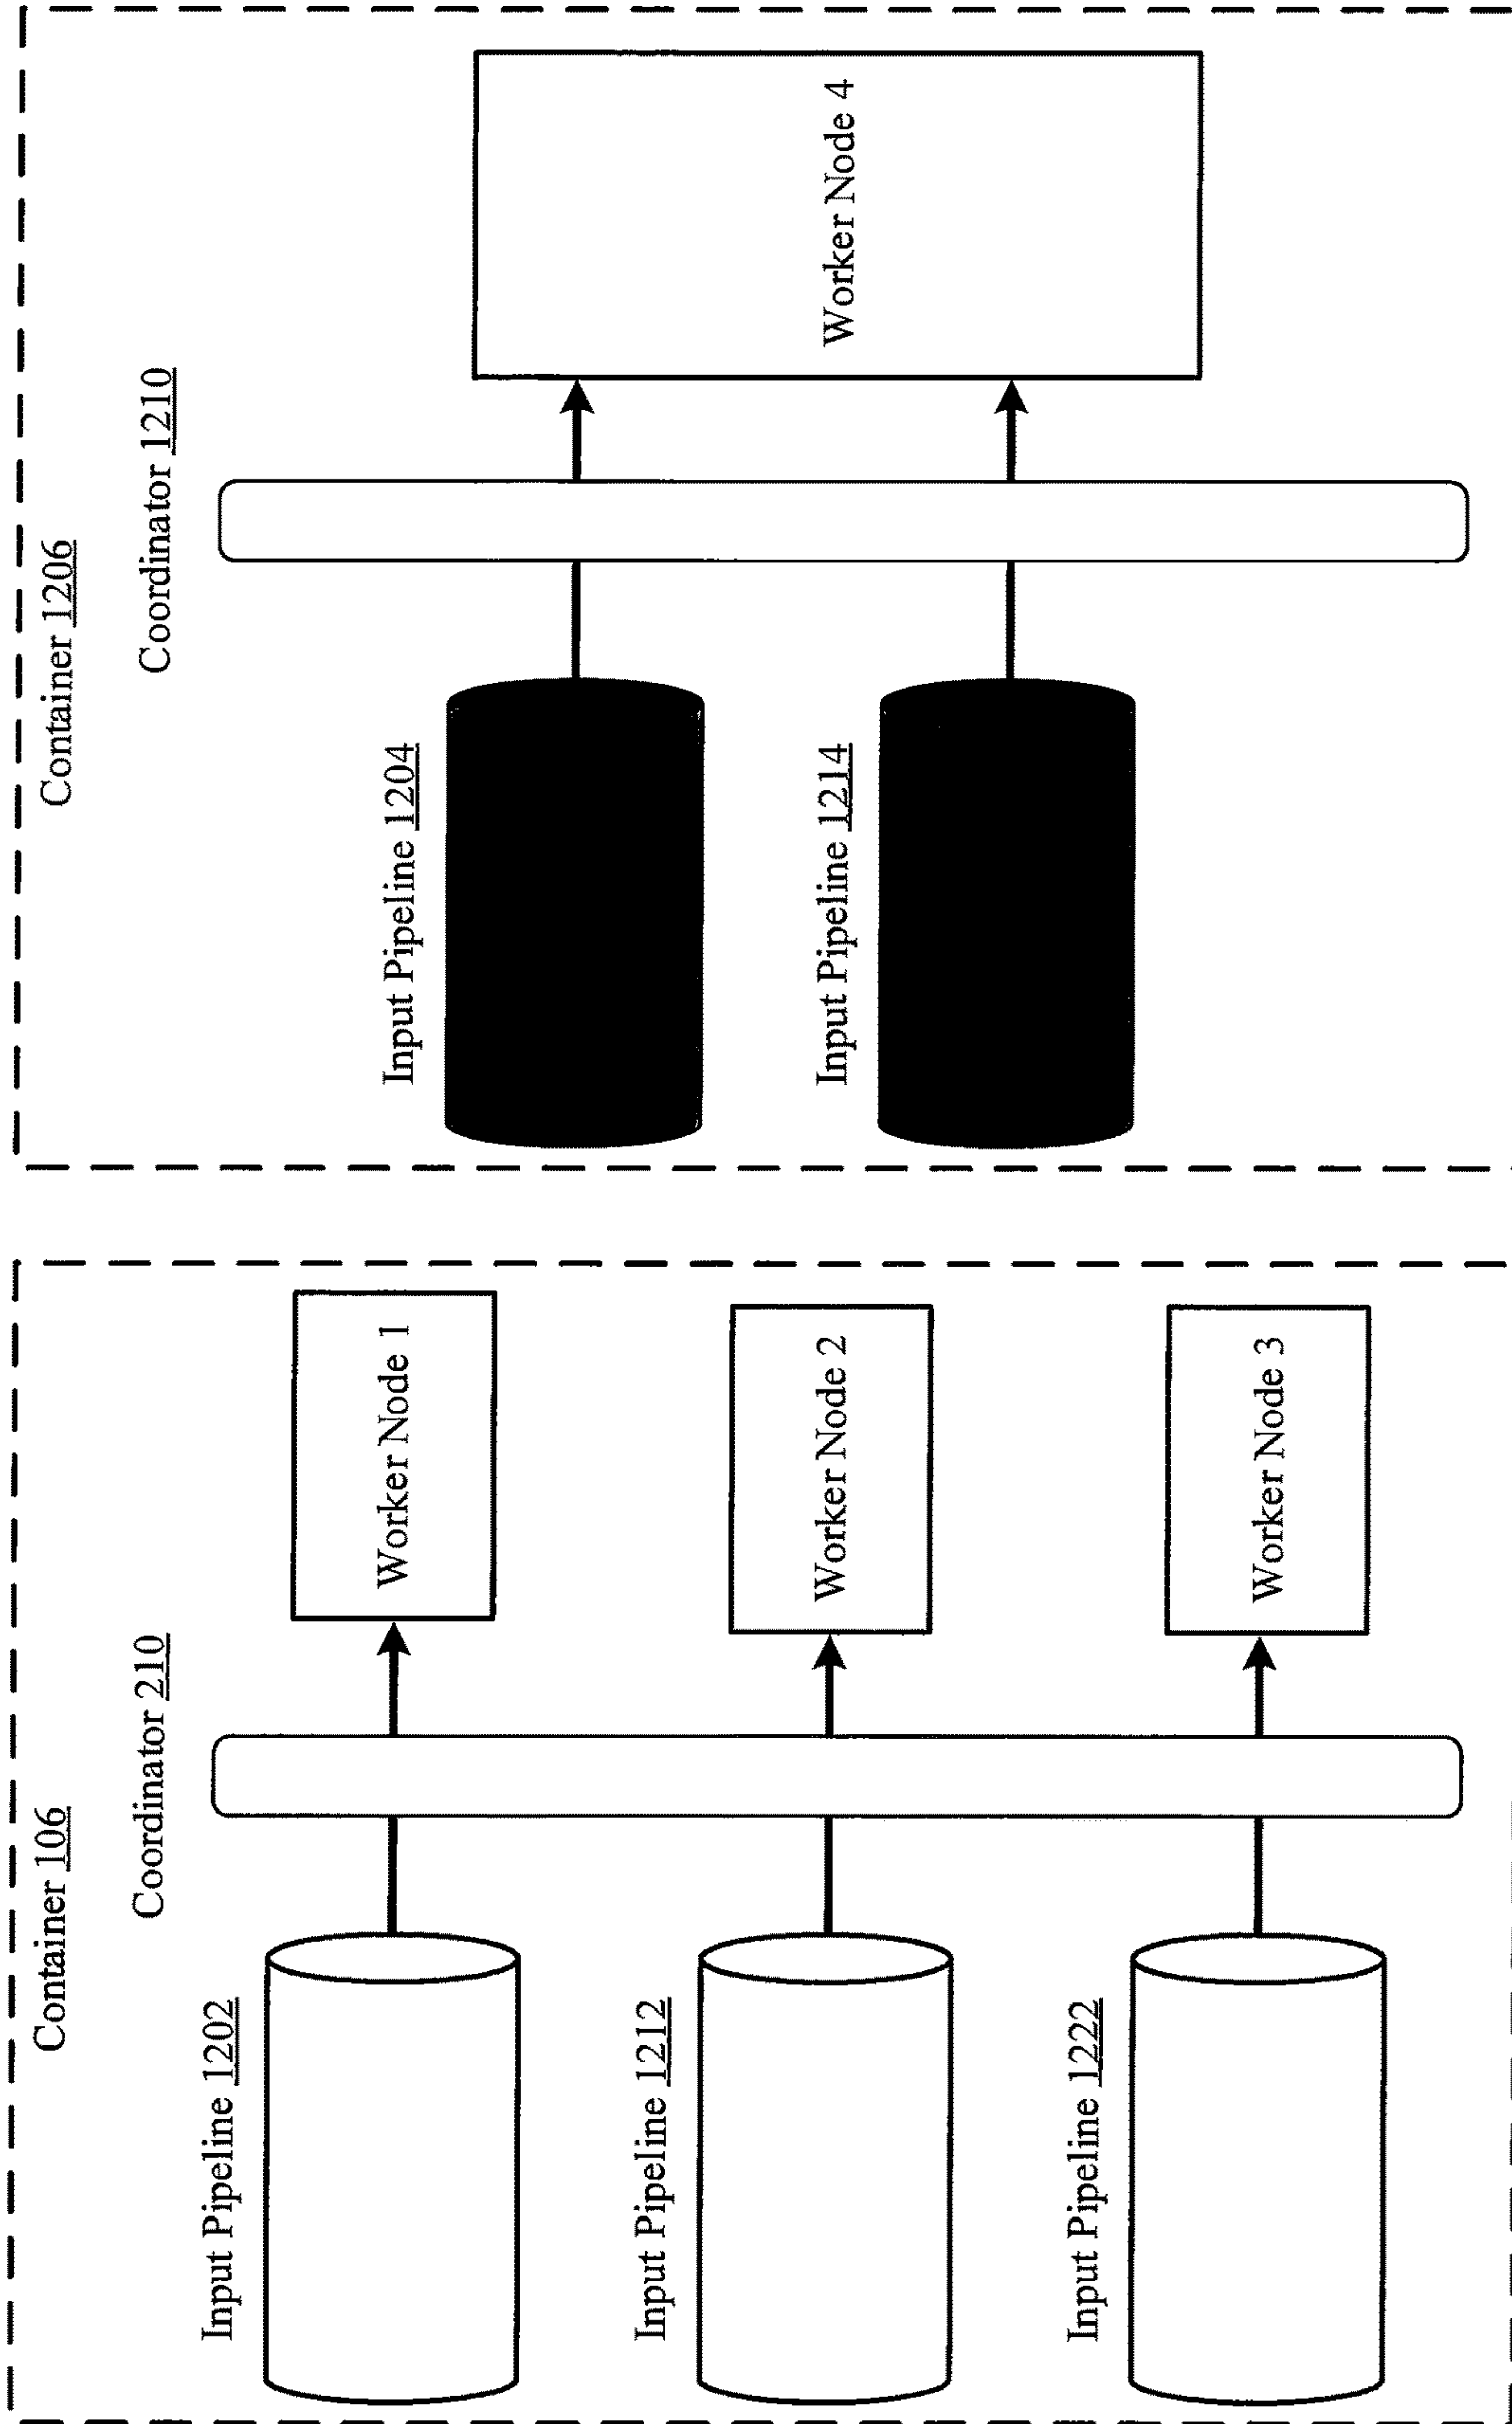 Container 106
Coordinator 210
Input Pipeline 1202
Worker Node 1
Input Pipeline 1212
Worker Node 2
Input Pipeline 1222
Worker Node 3
Container 1206
Coordinator 1210
Input Pipeline 1204
Input Pipeline 1214
Worker Node 4